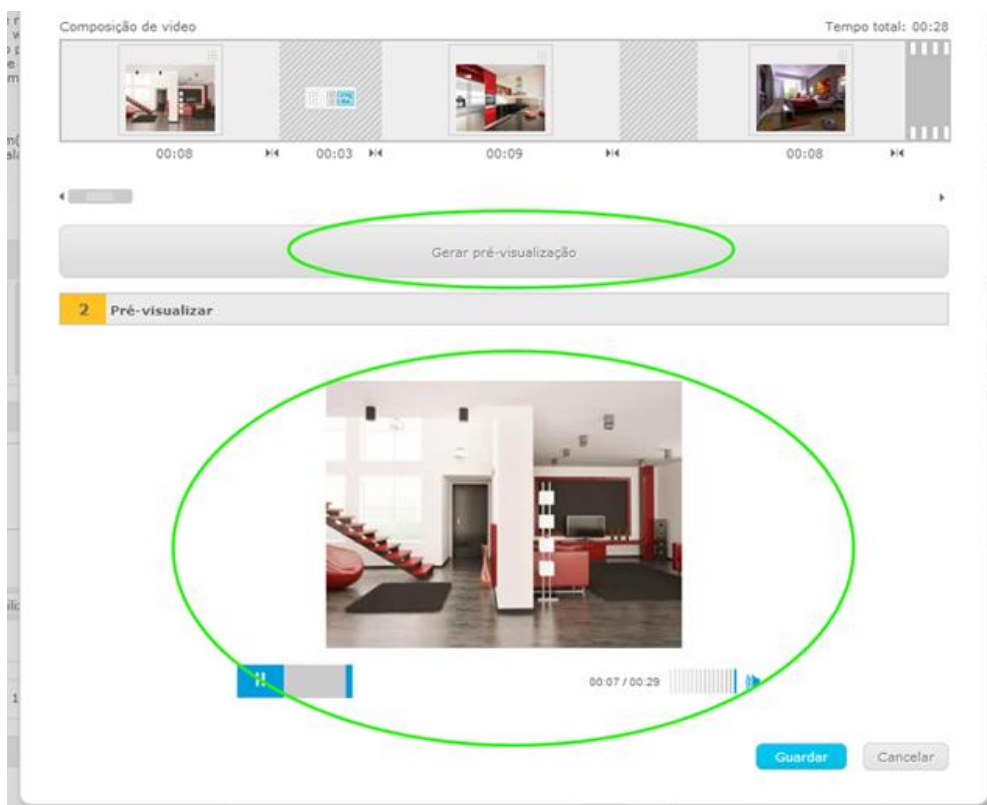 Composição de video
Tempo total: 00:28
00:08
00:03
00:09
00:08
Gerar pré-visualização
2 Pré-visualizar
00:07 / 00:29
Guardar
Cancelar